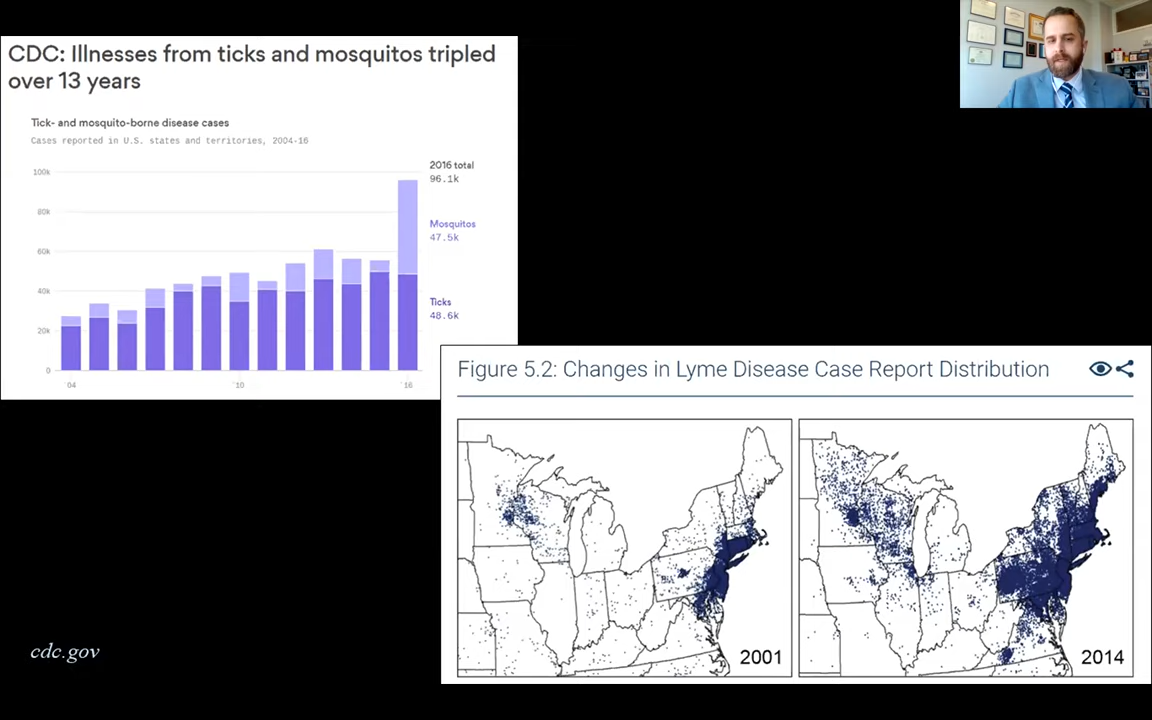 CDC: Illnesses from ticks and mosquitos tripled
over 13 years
Tick- and mosquito-borne disease cases
Cases reported in U.S. states and territories, 2004-16
100k
80k
60k
40k
20k
0
'04
'10
'16
2016 total
96.1k
Mosquitos
47.5k
Ticks
48.6k
Figure 5.2: Changes in Lyme Disease Case Report Distribution
2001
2014
cdc.gov